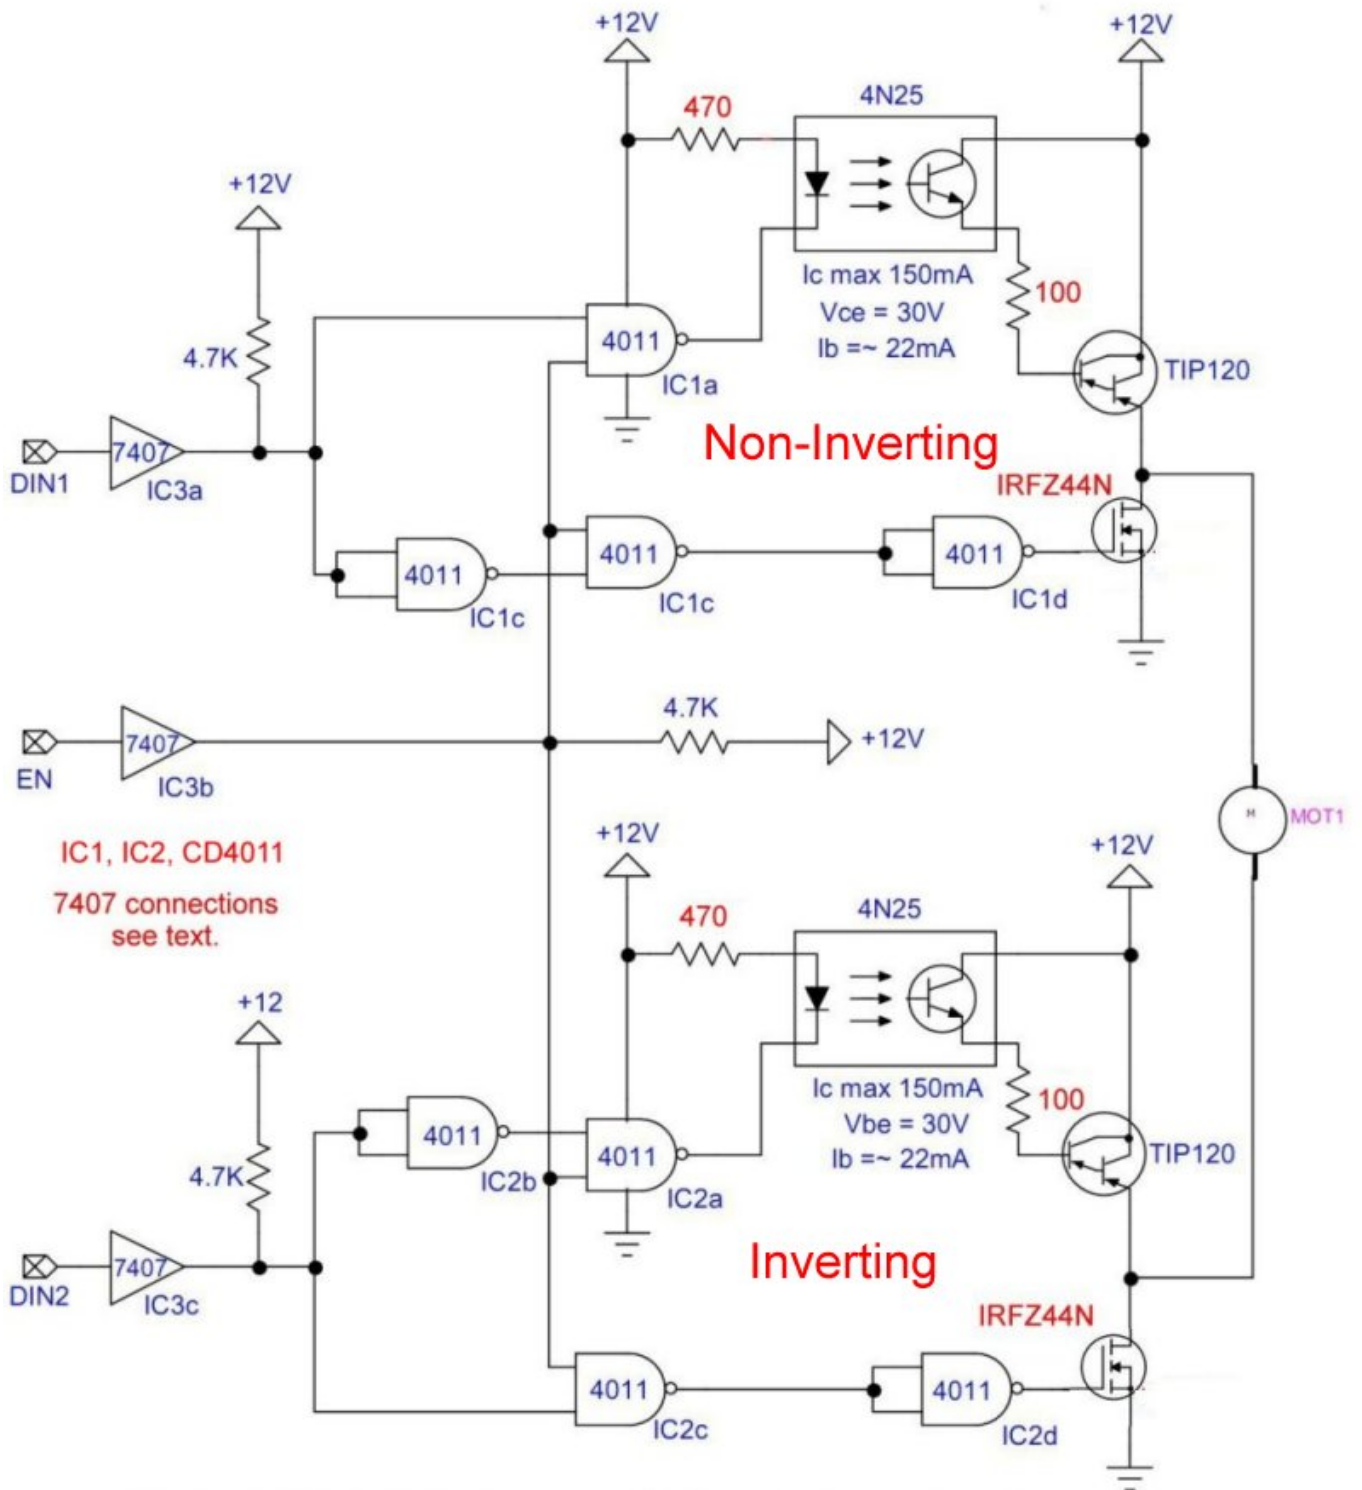 +12V
+12V
470
4N25
+12V
Ic max 150mA
Vce = 30V
Ib =~ 22mA
100
4.7K
4011
IC1a
TIP120
7407
DIN1
IC3a
Non-Inverting
IRFZ44N
4011
IC1c
4011
IC1c
4011
IC1d
4.7K
+12V
7407
EN
IC3b
MOT1
M
IC1, IC2, CD4011
7407 connections
see text.
+12V
+12V
470
4N25
+12
Ic max 150mA
Vbe = 30V
Ib =~ 22mA
100
4011
IC2b
4011
IC2a
TIP120
4.7K
7407
DIN2
IC3c
Inverting
IRFZ44N
4011
IC2c
4011
IC2d